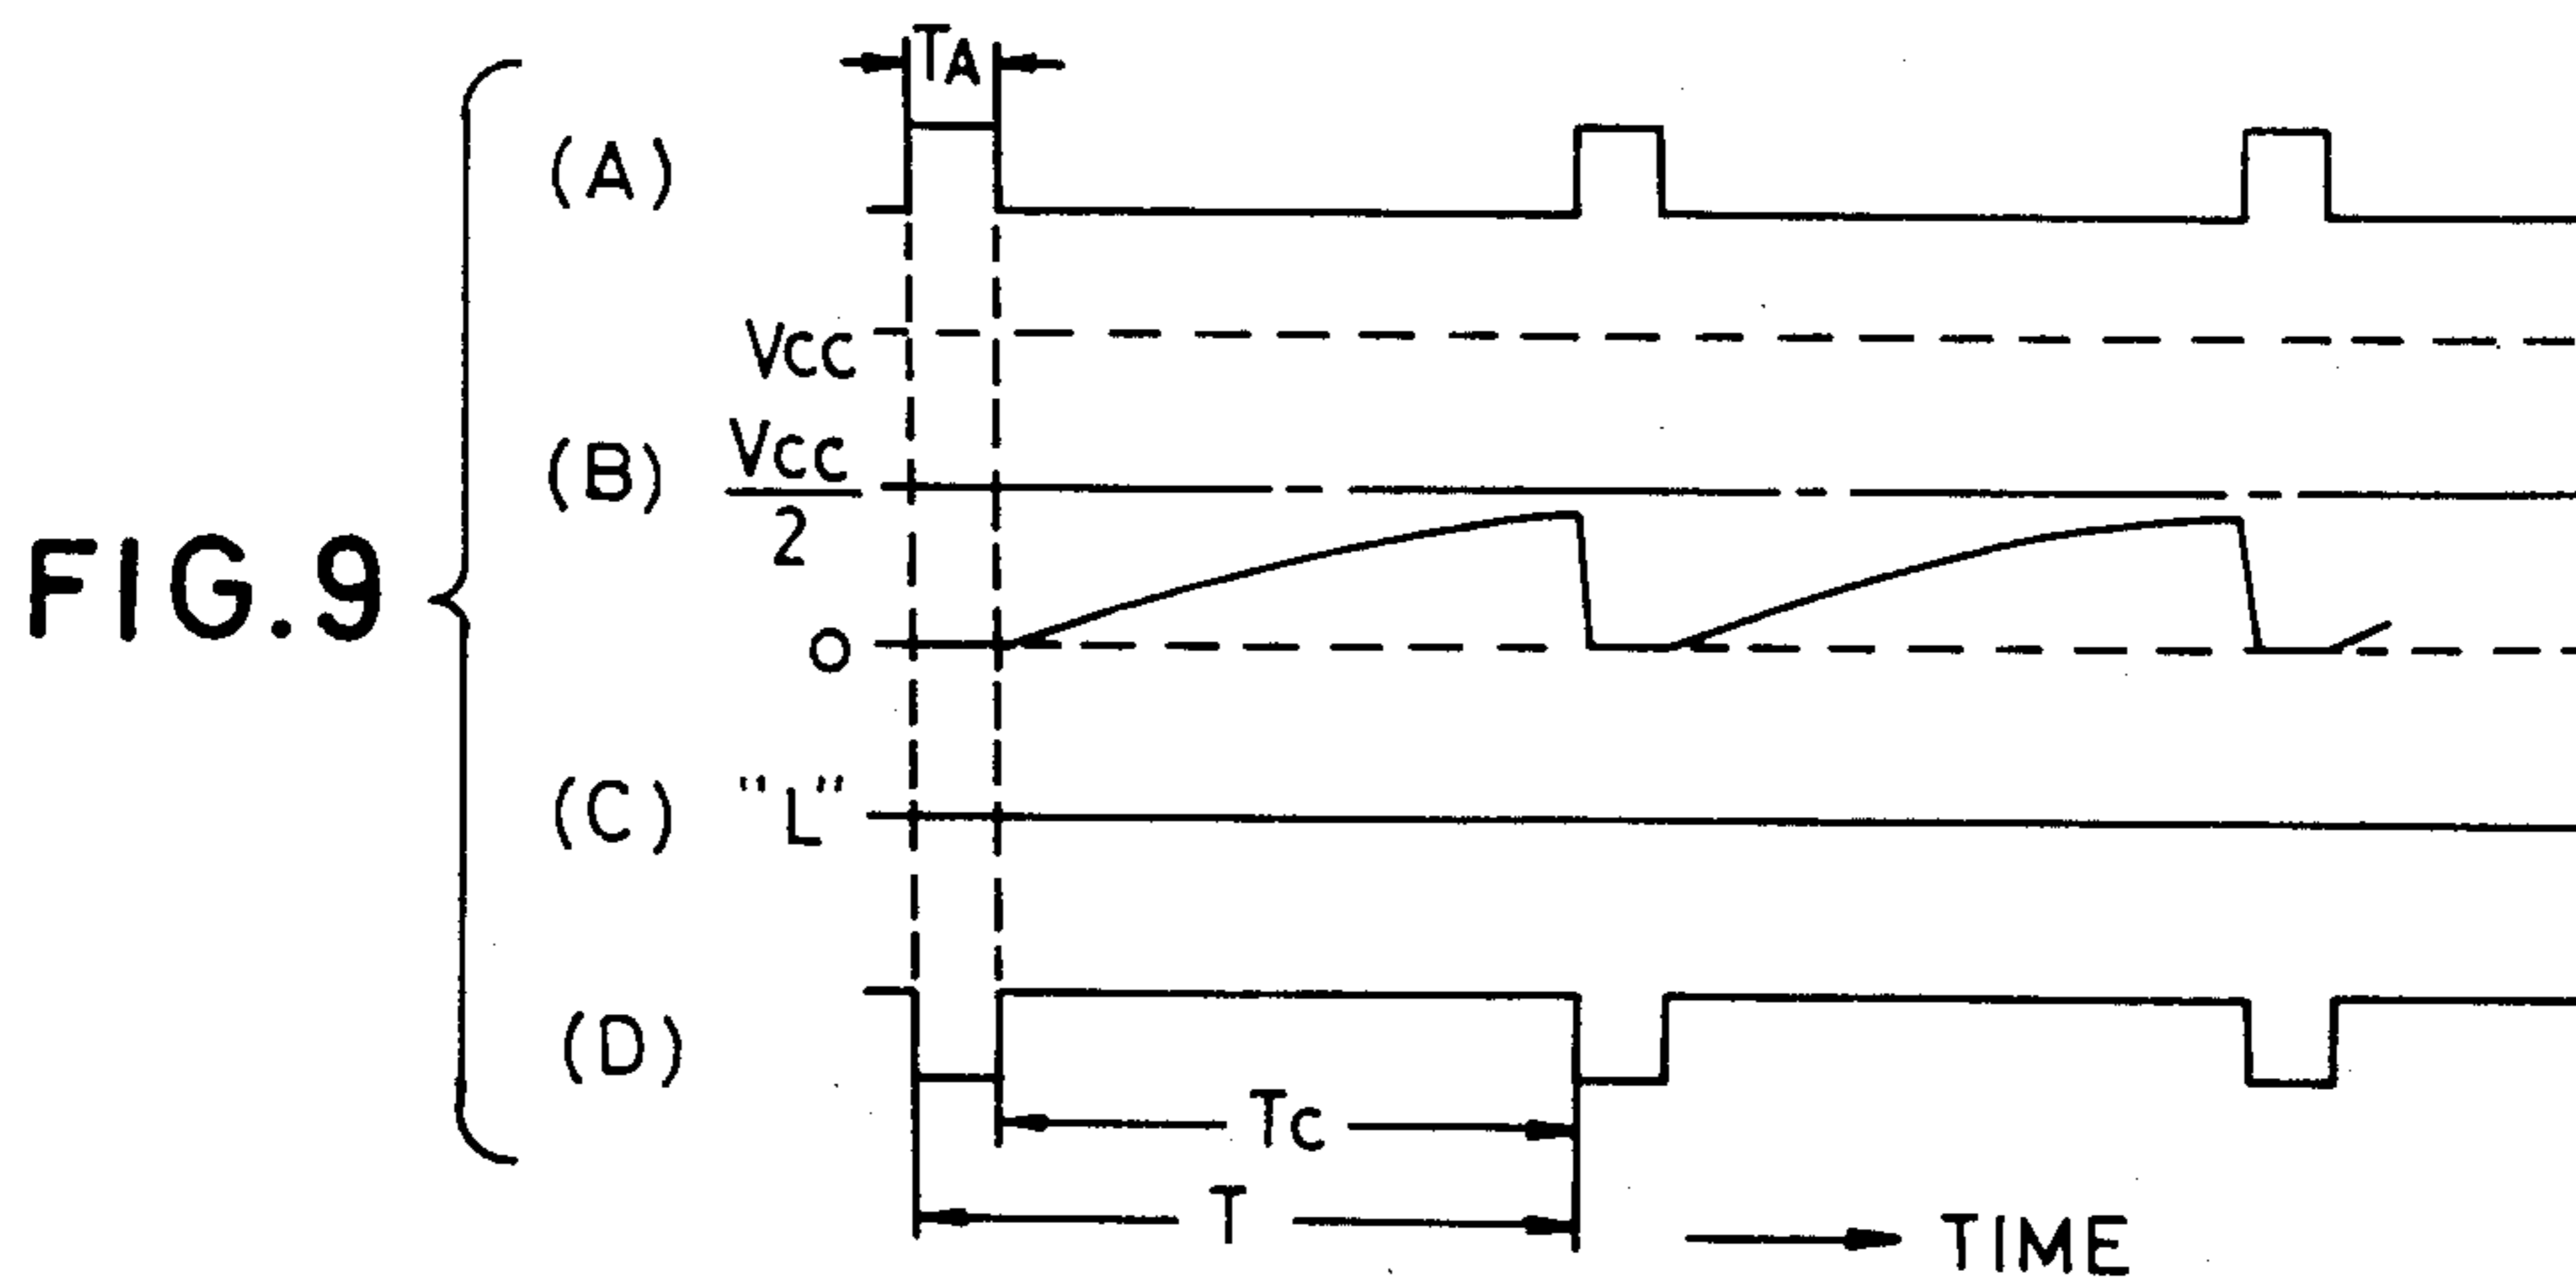 TA
(A)
Vcc
(B) Vcc
2
FIG.9
O
(C) "L"
(D)
Tc
T
TIME